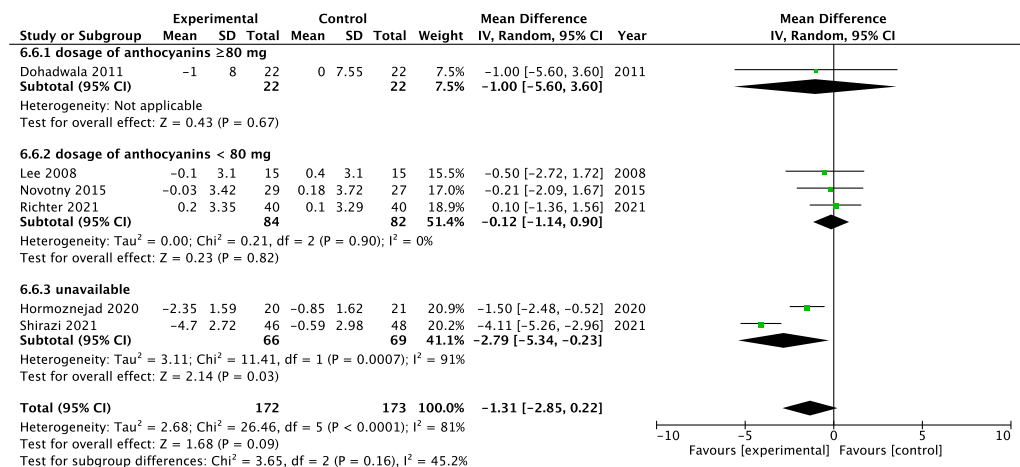 Experimental Control Mean Difference Mean Difference
Study or Subgroup Mean SD Total Mean SD Total Weight IV, Random, 95% CI Year IV, Random, 95% CI
6.6.1 dosage of anthocyanins ≥80 mg
Dohadwala 2011 −1 8 22 0 7.55 22 7.5% −1.00 [−5.60, 3.60] 2011
Subtotal (95% CI) 22 22 7.5% −1.00 [−5.60, 3.60]
Heterogeneity: Not applicable
Test for overall effect: Z = 0.43 (P = 0.67)
6.6.2 dosage of anthocyanins < 80 mg
Lee 2008 −0.1 3.1 15 0.4 3.1 15 15.5% −0.50 [−2.72, 1.72] 2008
Novotny 2015 −0.03 3.42 29 0.18 3.72 27 17.0% −0.21 [−2.09, 1.67] 2015
Richter 2021 0.2 3.35 40 0.1 3.29 40 18.9% 0.10 [−1.36, 1.56] 2021
Subtotal (95% CI) 84 82 51.4% −0.12 [−1.14, 0.90]
Heterogeneity: Tau² = 0.00; Chi² = 0.21, df = 2 (P = 0.90); I² = 0%
Test for overall effect: Z = 0.23 (P = 0.82)
6.6.3 unavailable
Hormoznejad 2020 −2.35 1.59 20 −0.85 1.62 21 20.9% −1.50 [−2.48, −0.52] 2020
Shirazi 2021 −4.7 2.72 46 −0.59 2.98 48 20.2% −4.11 [−5.26, −2.96] 2021
Subtotal (95% CI) 66 69 41.1% −2.79 [−5.34, −0.23]
Heterogeneity: Tau² = 3.11; Chi² = 11.41, df = 1 (P = 0.0007); I² = 91%
Test for overall effect: Z = 2.14 (P = 0.03)
Total (95% CI) 172 173 100.0% −1.31 [−2.85, 0.22]
Heterogeneity: Tau² = 2.68; Chi² = 26.46, df = 5 (P < 0.0001); I² = 81%
Test for overall effect: Z = 1.68 (P = 0.09)
Test for subgroup differences: Chi² = 3.65, df = 2 (P = 0.16), I² = 45.2%
−10 −5 0 5 10
Favours [experimental] Favours [control]